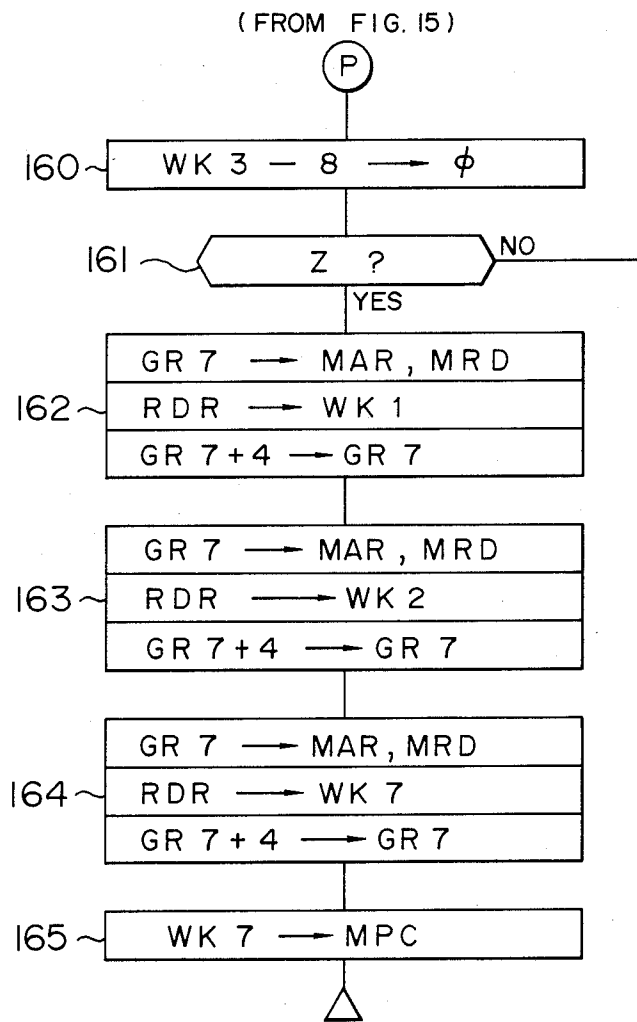 (FROM FIG. 15)
P
160 WK 3 - 8 → ϕ
161 Z ? NO
YES
GR 7 → MAR, MRD
162 RDR → WK 1
GR 7+4 → GR 7
GR 7 → MAR, MRD
163 RDR → WK 2
GR 7+4 → GR 7
GR 7 → MAR, MRD
164 RDR → WK 7
GR 7+4 → GR 7
165 WK 7 → MPC